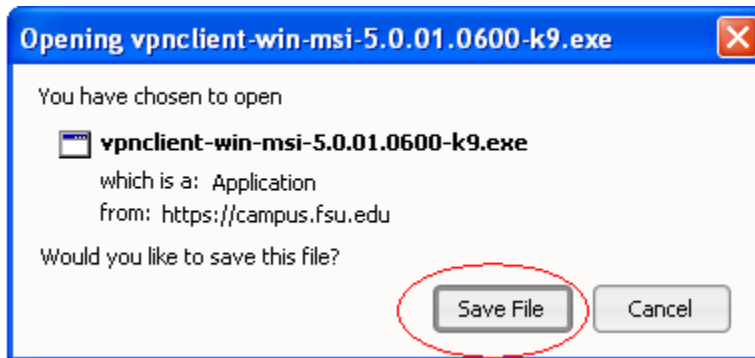 Opening vpnclient-win-msi-5.0.01.0600-k9.exe
You have chosen to open
vpnclient-win-msi-5.0.01.0600-k9.exe
which is a: Application
from: https://campus.fsu.edu
Would you like to save this file?
Save File Cancel